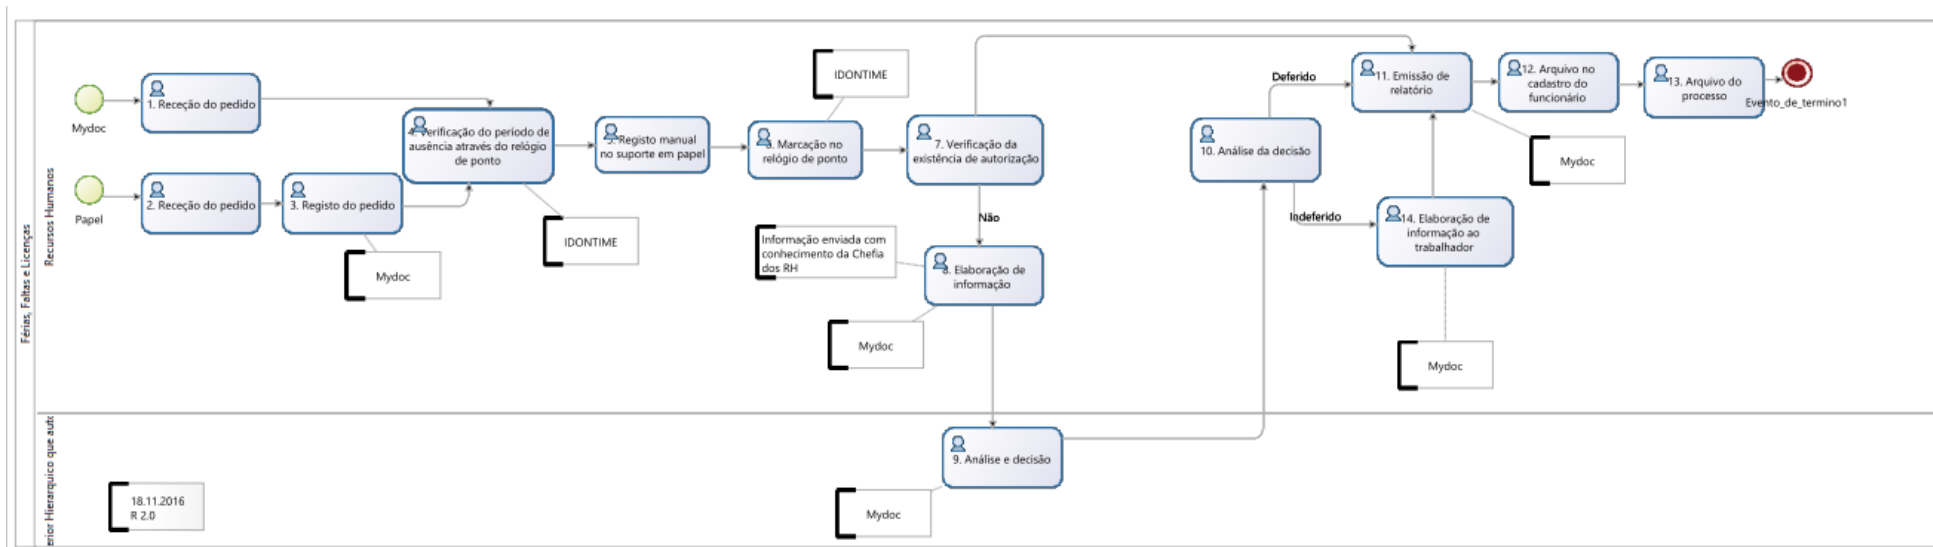 Férias, Faltas e Licenças
Recursos Humanos
Mydoc
1. Receção do pedido
Papel
2. Receção do pedido
3. Registo do pedido
Mydoc
4. Verificação do período de
ausência através do relógio
de ponto
IDONTIME
5. Registo manual
no suporte em papel
6. Marcação no
relógio de ponto
IDONTIME
7. Verificação da
existência de autorização
Não
Informação enviada com
conhecimento da Chefia
dos RH
8. Elaboração de
informação
Mydoc
10. Análise da decisão
Deferido
Indeferido
11. Emissão de
relatório
Mydoc
12. Arquivo no
cadastro do
funcionário
13. Arquivo do
processo
Evento_de_termino1
14. Elaboração de
informação ao
trabalhador
Mydoc
erior Hierarquico que auto
9. Análise e decisão
Mydoc
18.11.2016
R 2.0